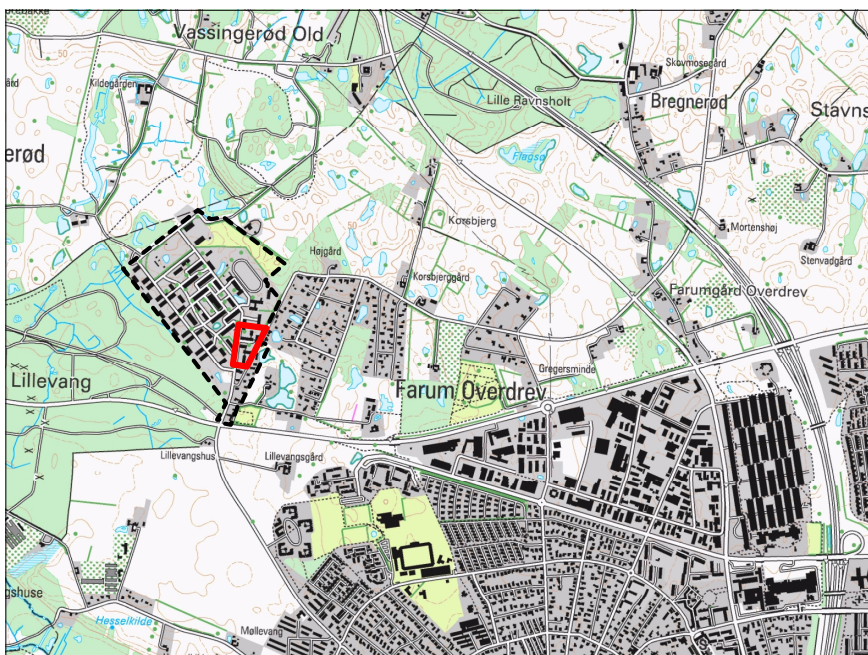 Vassingerød Old
50
Kildegården
Skovmosegård
Lille Ravnsholt
Bregnerød
Stavns
erød
Flagsø
50
Korsbjerg
Mortenshøj
Højgård
Stenvadgård
Korsbjerggård
Farumgård Overdrev
Gregersminde
Lillevang
Farum Overdrev
Lillevangshus
Lillevangsgård
gshuse
Hesselkilde
Møllevang